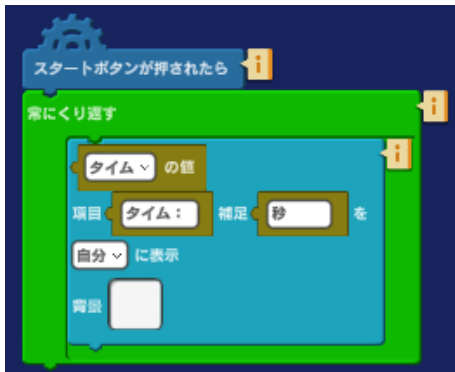 スタートボタンが押されたら i
常にくり返す i
タイム の値 i
項目 タイム： 補足 秒 を
自分 に表示
背景